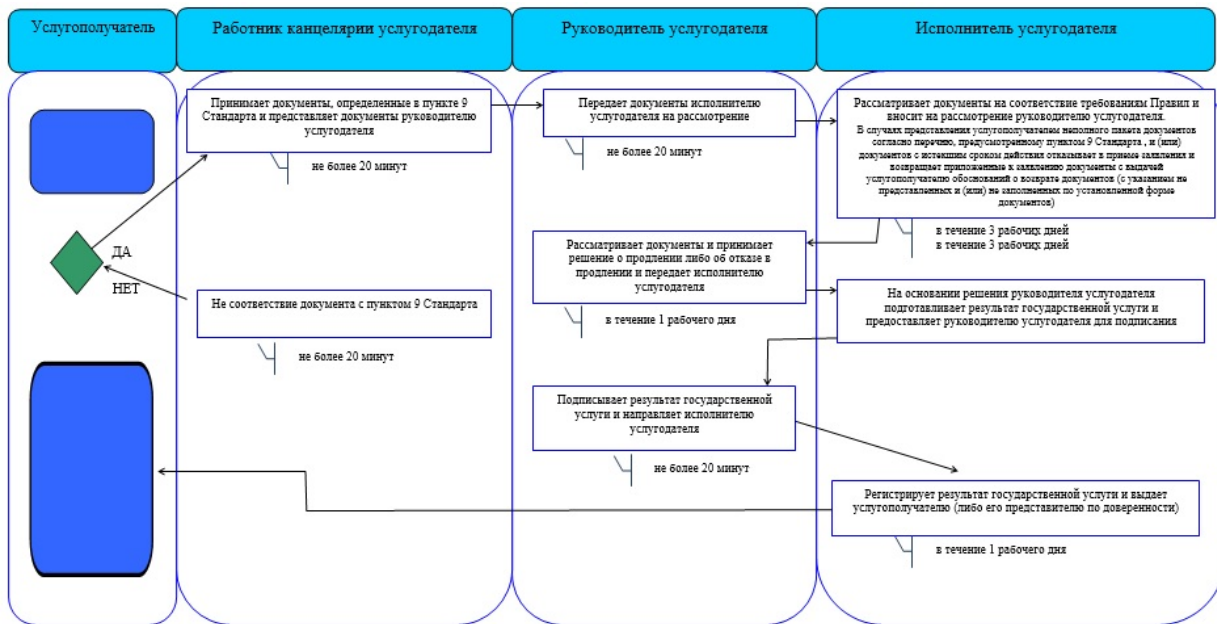 Услугополучатель
Работник канцелярии услугодателя
Руководитель услугодателя
Исполнитель услугодателя
Принимает документы, определенные в пункте 9
Стандарта и представляет документы руководителю
услугодателя
не более 20 минут
Передает документы исполнителю
услугодателя на рассмотрение
не более 20 минут
Рассматривает документы на соответствие требованиям Правил и
вносит на рассмотрение руководителю услугодателя.
В случаях представления услугополучателем неполного пакета документов
согласно перечню, предусмотренному пунктом 9 Стандарта , и (или)
документов с истекшим сроком действия отказывает в приеме заявления и
возвращает приложенные к заявлению документы с выдачей
услугополучателю обоснований о возврате документов (с указанием не
представленных и (или) не заполненных по установленной форме
документов)
в течение 3 рабочих дней
в течение 3 рабочих дней
ДА
НЕТ
Не соответствие документа с пунктом 9 Стандарта
не более 20 минут
Рассматривает документы и принимает
решение о продлении либо об отказе в
продлении и передает исполнителю
услугодателя
в течение 1 рабочего дня
На основании решения руководителя услугодателя
подготавливает результат государственной услуги и
предоставляет руководителю услугодателя для подписания
Подписывает результат государственной
услуги и направляет исполнителю
услугодателя
не более 20 минут
Регистрирует результат государственной услуги и выдает
услугополучателю (либо его представителю по доверенности)
в течение 1 рабочего дня